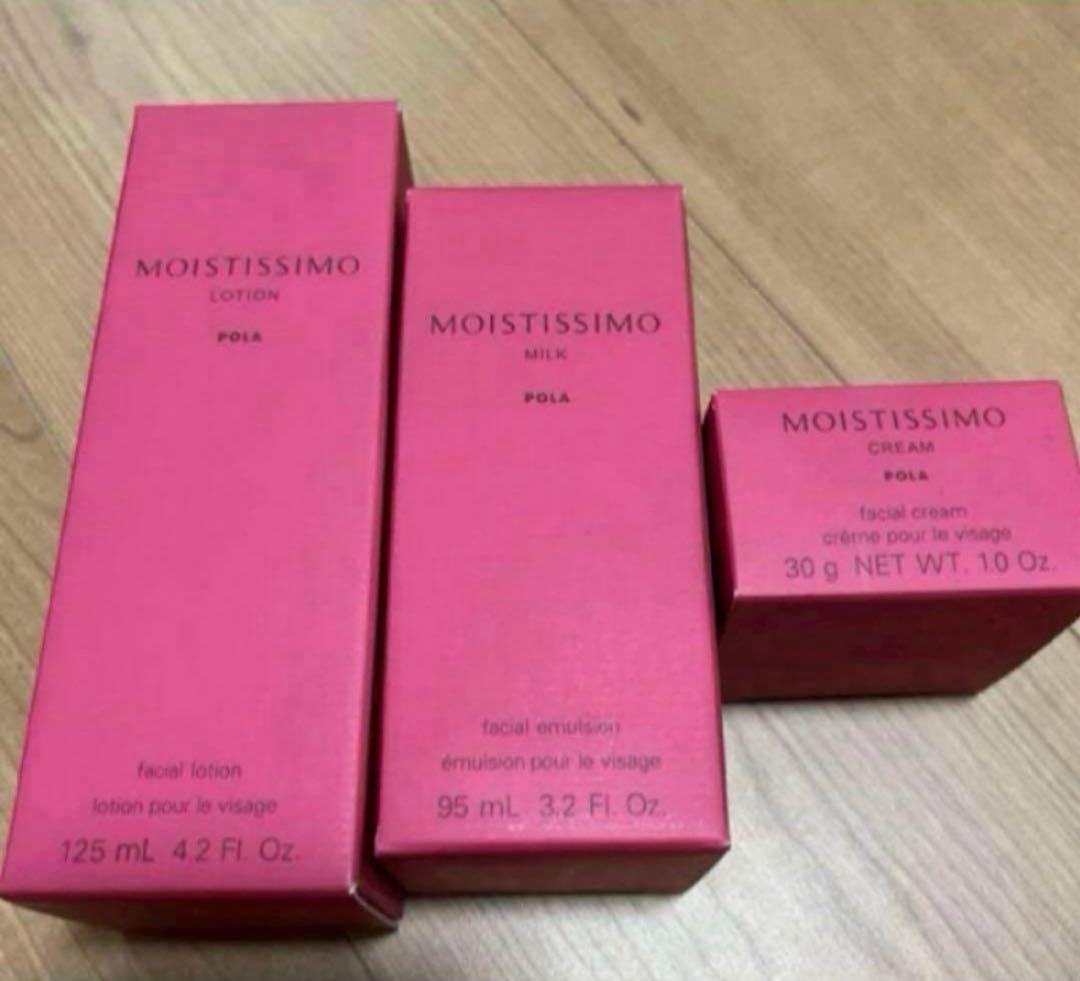 MOISTISSIMO
LOTION
POLA
facial lotion
lotion pour le visage
125 mL 4.2 Fl. Oz.
MOISTISSIMO
MILK
POLA
facial emulsion
émulsion pour le visage
95 mL 3.2 Fl. Oz.
MOISTISSIMO
CREAM
POLA
facial cream
crème pour le visage
30 g NET WT. 1.0 Oz.